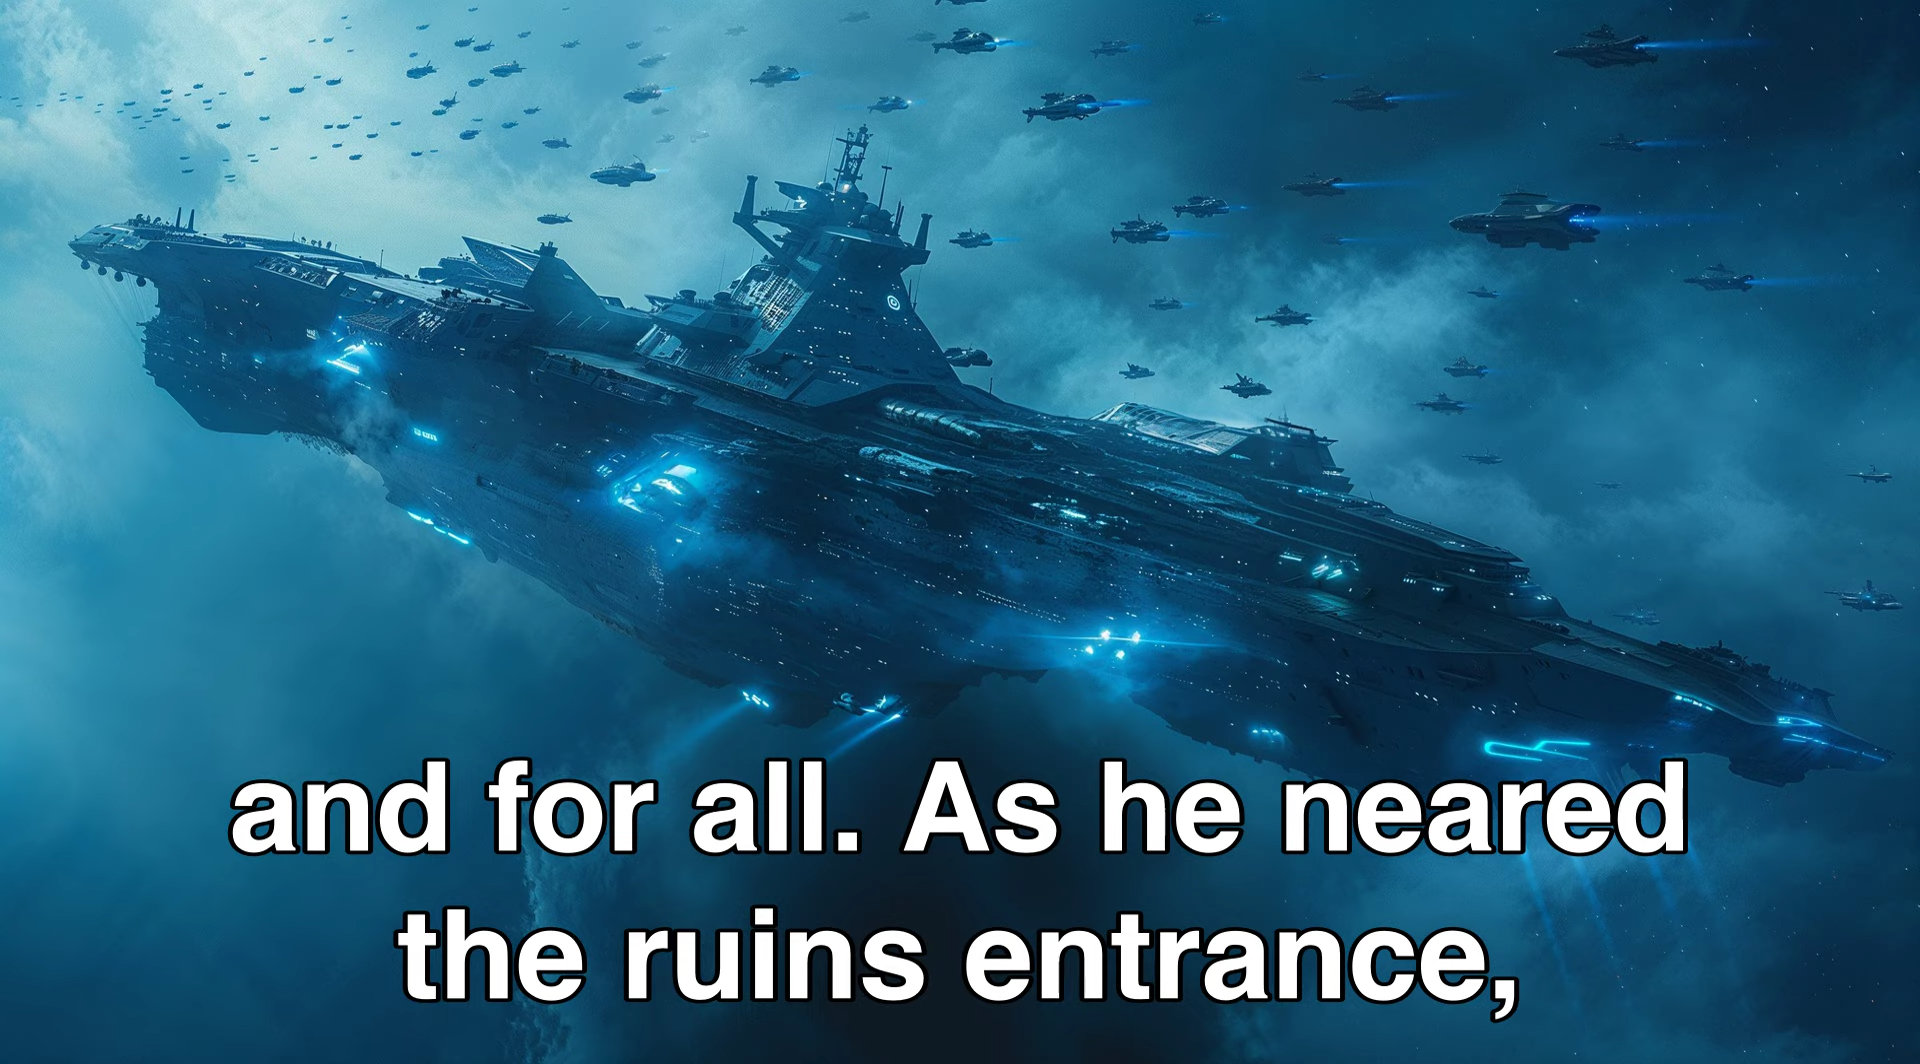 and for all. As he neared
the ruins entrance,